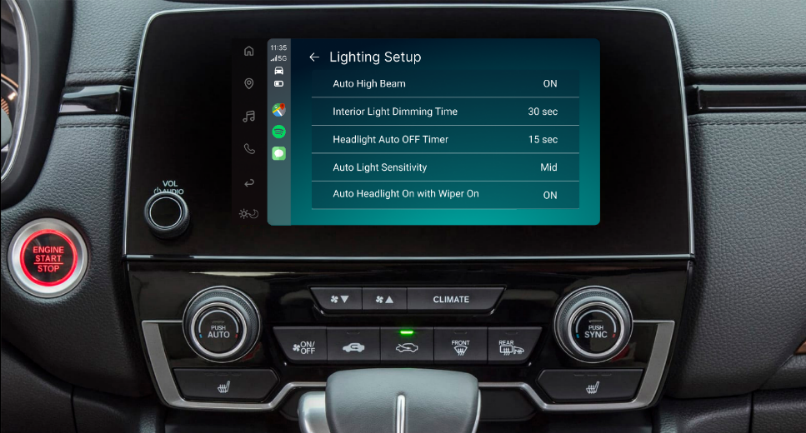 11:35
5G
← Lighting Setup
Auto High Beam ON
Interior Light Dimming Time 30 sec
Headlight Auto OFF Timer 15 sec
Auto Light Sensitivity Mid
Auto Headlight On with Wiper On ON
VOL
AUDIO
ENGINE
START
STOP
CLIMATE
PUSH
AUTO
ON/
OFF
FRONT
REAR
PUSH
SYNC